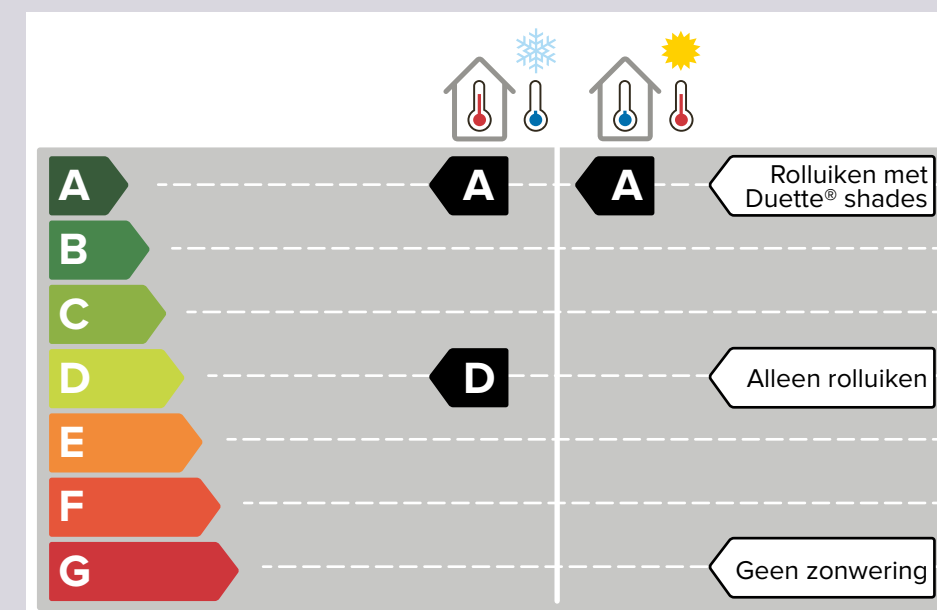 A
A
A
Rolluiken met
Duette® shades
B
C
D
D
Alleen rolluiken
E
F
G
Geen zonwering